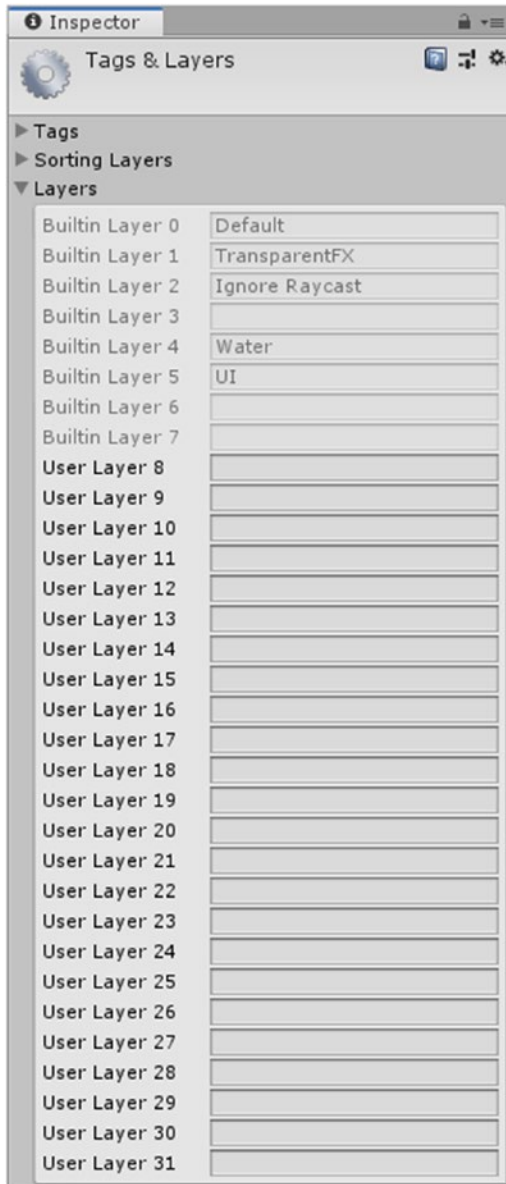 Inspector
Tags & Layers
Tags
Sorting Layers
Layers
Builtin Layer 0 Default
Builtin Layer 1 TransparentFX
Builtin Layer 2 Ignore Raycast
Builtin Layer 3
Builtin Layer 4 Water
Builtin Layer 5 UI
Builtin Layer 6
Builtin Layer 7
User Layer 8
User Layer 9
User Layer 10
User Layer 11
User Layer 12
User Layer 13
User Layer 14
User Layer 15
User Layer 16
User Layer 17
User Layer 18
User Layer 19
User Layer 20
User Layer 21
User Layer 22
User Layer 23
User Layer 24
User Layer 25
User Layer 26
User Layer 27
User Layer 28
User Layer 29
User Layer 30
User Layer 31